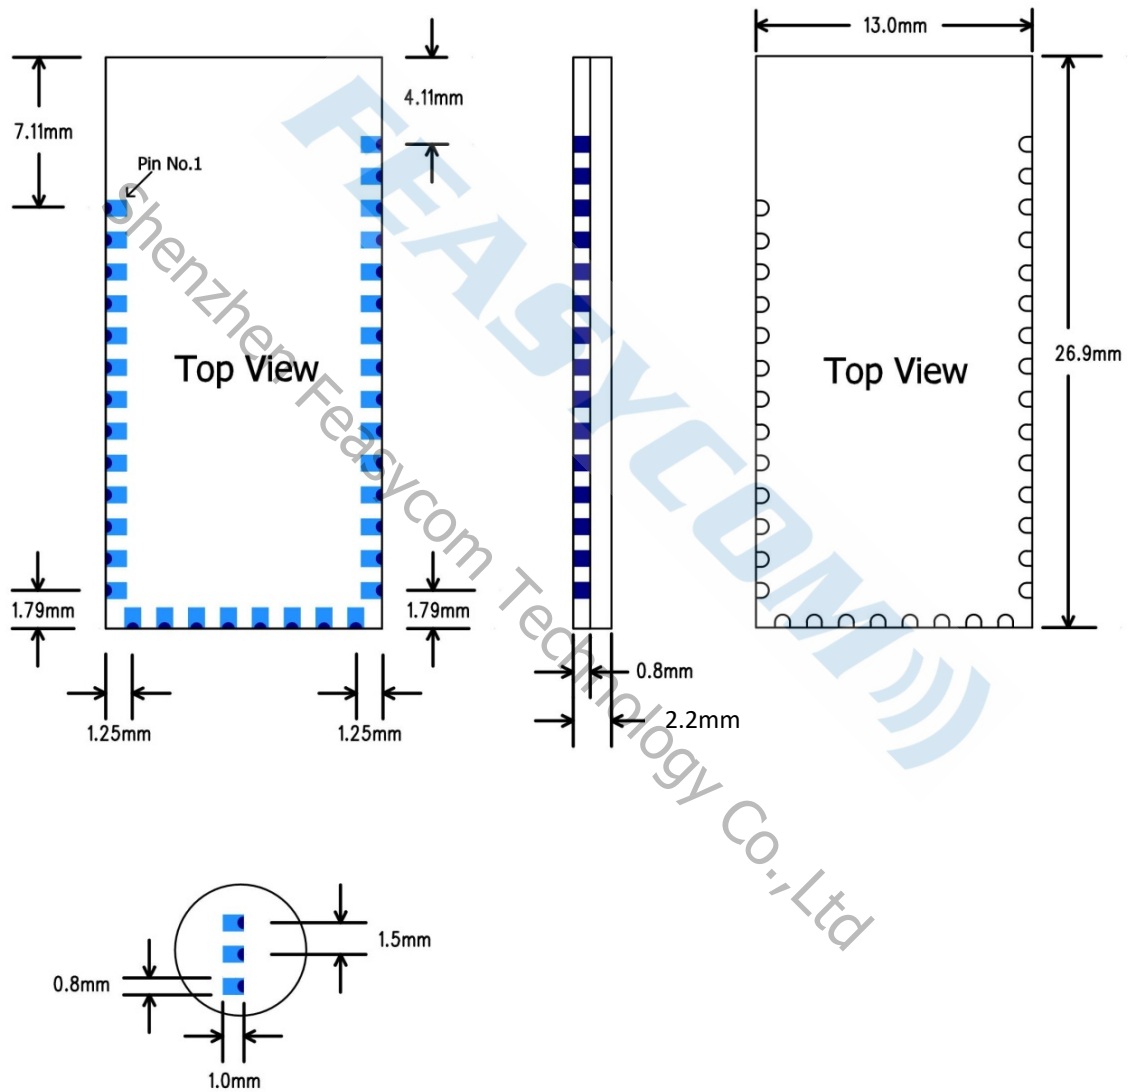 13.0mm
4.11mm
7.11mm
Pin No.1
Top View
Top View
26.9mm
1.79mm
1.79mm
0.8mm
2.2mm
1.25mm
1.25mm
1.5mm
0.8mm
1.0mm
FEASYCOM
Shenzhen Feasycom Technology Co.,Ltd